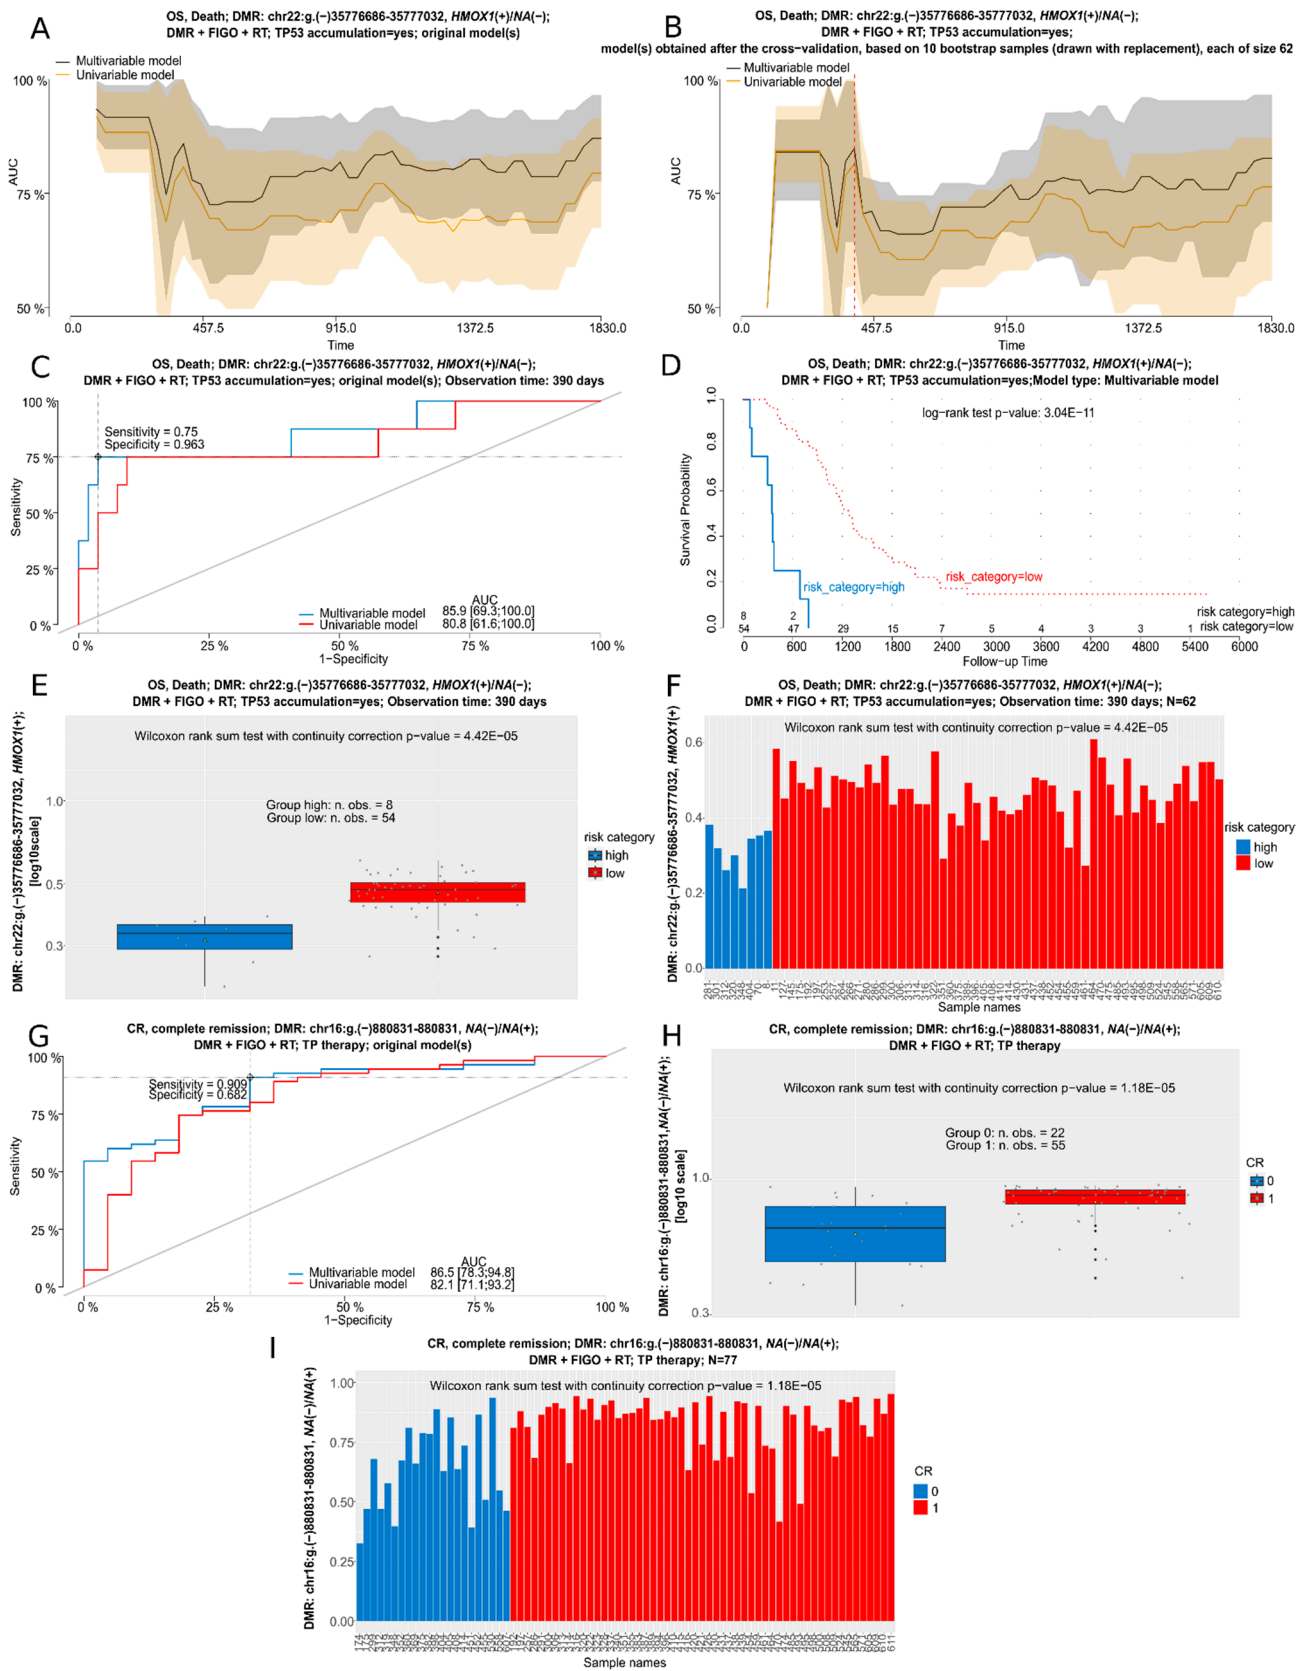 A
OS, Death; DMR: chr22:g.(−)35776686-35777032, HMOX1(+)/NA(−);
DMR + FIGO + RT; TP53 accumulation=yes; original model(s)
Multivariable model
Univariable model
100 %
75 %
50 %
AUC
0.0
457.5
915.0
1372.5
1830.0
Time
B
OS, Death; DMR: chr22:g.(−)35776686-35777032, HMOX1(+)/NA(−);
DMR + FIGO + RT; TP53 accumulation=yes;
model(s) obtained after the cross−validation, based on 10 bootstrap samples (drawn with replacement), each of size 62
Multivariable model
Univariable model
100 %
75 %
50 %
AUC
0.0
457.5
915.0
1372.5
1830.0
Time
C
OS, Death; DMR: chr22:g.(−)35776686-35777032, HMOX1(+)/NA(−);
DMR + FIGO + RT; TP53 accumulation=yes; original model(s); Observation time: 390 days
100 %
75 %
50 %
25 %
0 %
Sensitivity
Sensitivity = 0.75
Specificity = 0.963
AUC
Multivariable model 85.9 [69.3;100.0]
Univariable model 80.8 [61.6;100.0]
0 %
25 %
50 %
75 %
100 %
1−Specificity
D
OS, Death; DMR: chr22:g.(−)35776686-35777032, HMOX1(+)/NA(−);
DMR + FIGO + RT; TP53 accumulation=yes;Model type: Multivariable model
log−rank test p−value: 3.04E−11
1.0
0.8
0.6
0.4
0.2
0.0
Survival Probability
risk_category=low
risk_category=high
8 2 risk category=high
54 47 29 15 7 5 4 3 3 1 risk category=low
0 600 1200 1800 2400 3000 3600 4200 4800 5400 6000
Follow−up Time
E
OS, Death; DMR: chr22:g.(−)35776686-35777032, HMOX1(+)/NA(−);
DMR + FIGO + RT; TP53 accumulation=yes; Observation time: 390 days
Wilcoxon rank sum test with continuity correction p−value = 4.42E−05
Group high: n. obs. = 8
Group low: n. obs. = 54
1.0
0.5
0.3
DMR: chr22:g.(−)35776686-35777032, HMOX1(+);
[log10scale]
risk category
high
low
F
OS, Death; DMR: chr22:g.(−)35776686-35777032, HMOX1(+)/NA(−);
DMR + FIGO + RT; TP53 accumulation=yes; Observation time: 390 days; N=62
Wilcoxon rank sum test with continuity correction p−value = 4.42E−05
0.6
0.4
0.2
0.0
DMR: chr22:g.(−)35776686-35777032, HMOX1(+)
risk category
high
low
Sample names
G
CR, complete remission; DMR: chr16:g.(−)880831-880831, NA(−)/NA(+);
DMR + FIGO + RT; TP therapy; original model(s)
100 %
75 %
50 %
25 %
0 %
Sensitivity
Sensitivity = 0.909
Specificity = 0.682
AUC
Multivariable model 86.5 [78.3;94.8]
Univariable model 82.1 [71.1;93.2]
0 %
25 %
50 %
75 %
100 %
1−Specificity
H
CR, complete remission; DMR: chr16:g.(−)880831-880831, NA(−)/NA(+);
DMR + FIGO + RT; TP therapy
Wilcoxon rank sum test with continuity correction p−value = 1.18E−05
Group 0: n. obs. = 22
Group 1: n. obs. = 55
1.0
0.3
DMR: chr16:g.(−)880831-880831,NA(−)/NA(+);
[log10 scale]
CR
0
1
I
CR, complete remission; DMR: chr16:g.(−)880831-880831, NA(−)/NA(+);
DMR + FIGO + RT; TP therapy; N=77
Wilcoxon rank sum test with continuity correction p−value = 1.18E−05
1.00
0.75
0.50
0.25
0.00
DMR: chr16:g.(−)880831-880831, NA(−)/NA(+)
CR
0
1
Sample names